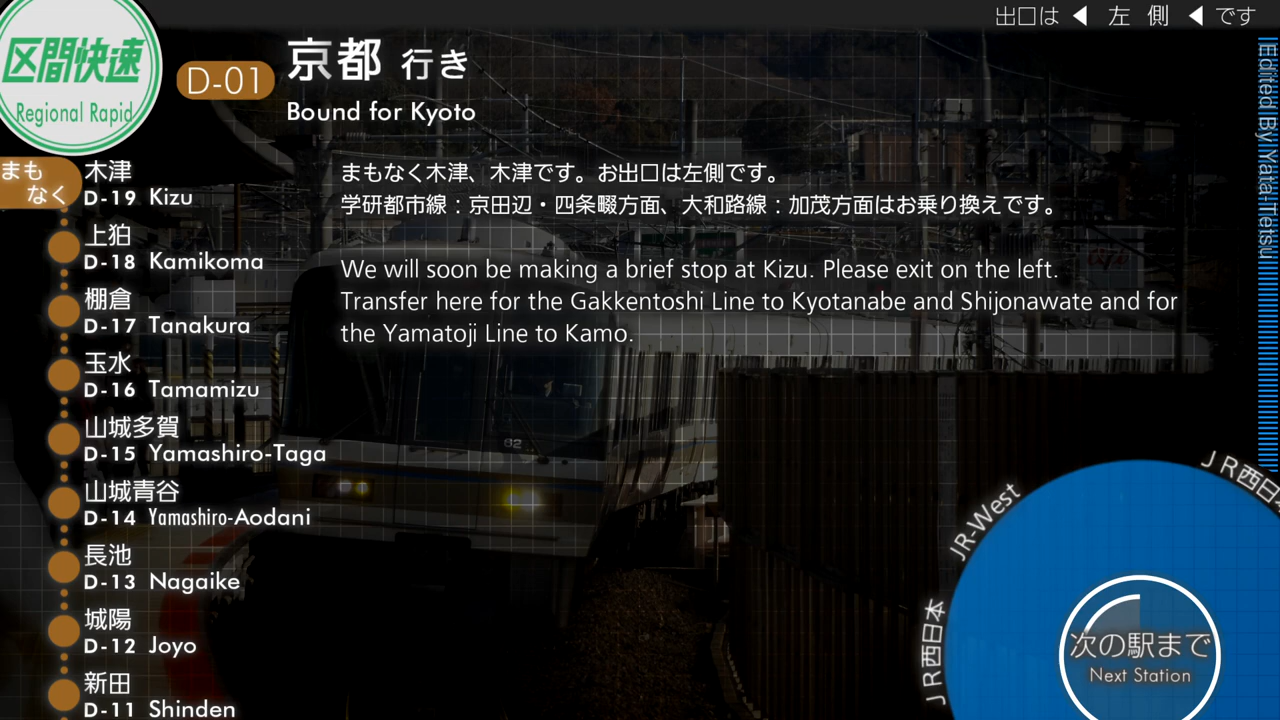 出口は ◀ 左 側 ◀ です
区間快速
Regional Rapid
D-01
京都 行き
Bound for Kyoto
まもなく木津、木津です。お出口は左側です。
学研都市線：京田辺・四条畷方面、大和路線：加茂方面はお乗り換えです。
We will soon be making a brief stop at Kizu. Please exit on the left.
Transfer here for the Gakkentoshi Line to Kyotanabe and Shijonawate and for
the Yamatoji Line to Kamo.
まも
なく
木津
D-19 Kizu
上狛
D-18 Kamikoma
棚倉
D-17 Tanakura
玉水
D-16 Tamamizu
山城多賀
D-15 Yamashiro-Taga
山城青谷
D-14 Yamashiro-Aodani
長池
D-13 Nagaike
城陽
D-12 Joyo
新田
D-11 Shinden
82
Edited By Yatai-Tetsu
ＪＲ西日本
JR-West
ＪＲ西日本
次の駅まで
Next Station